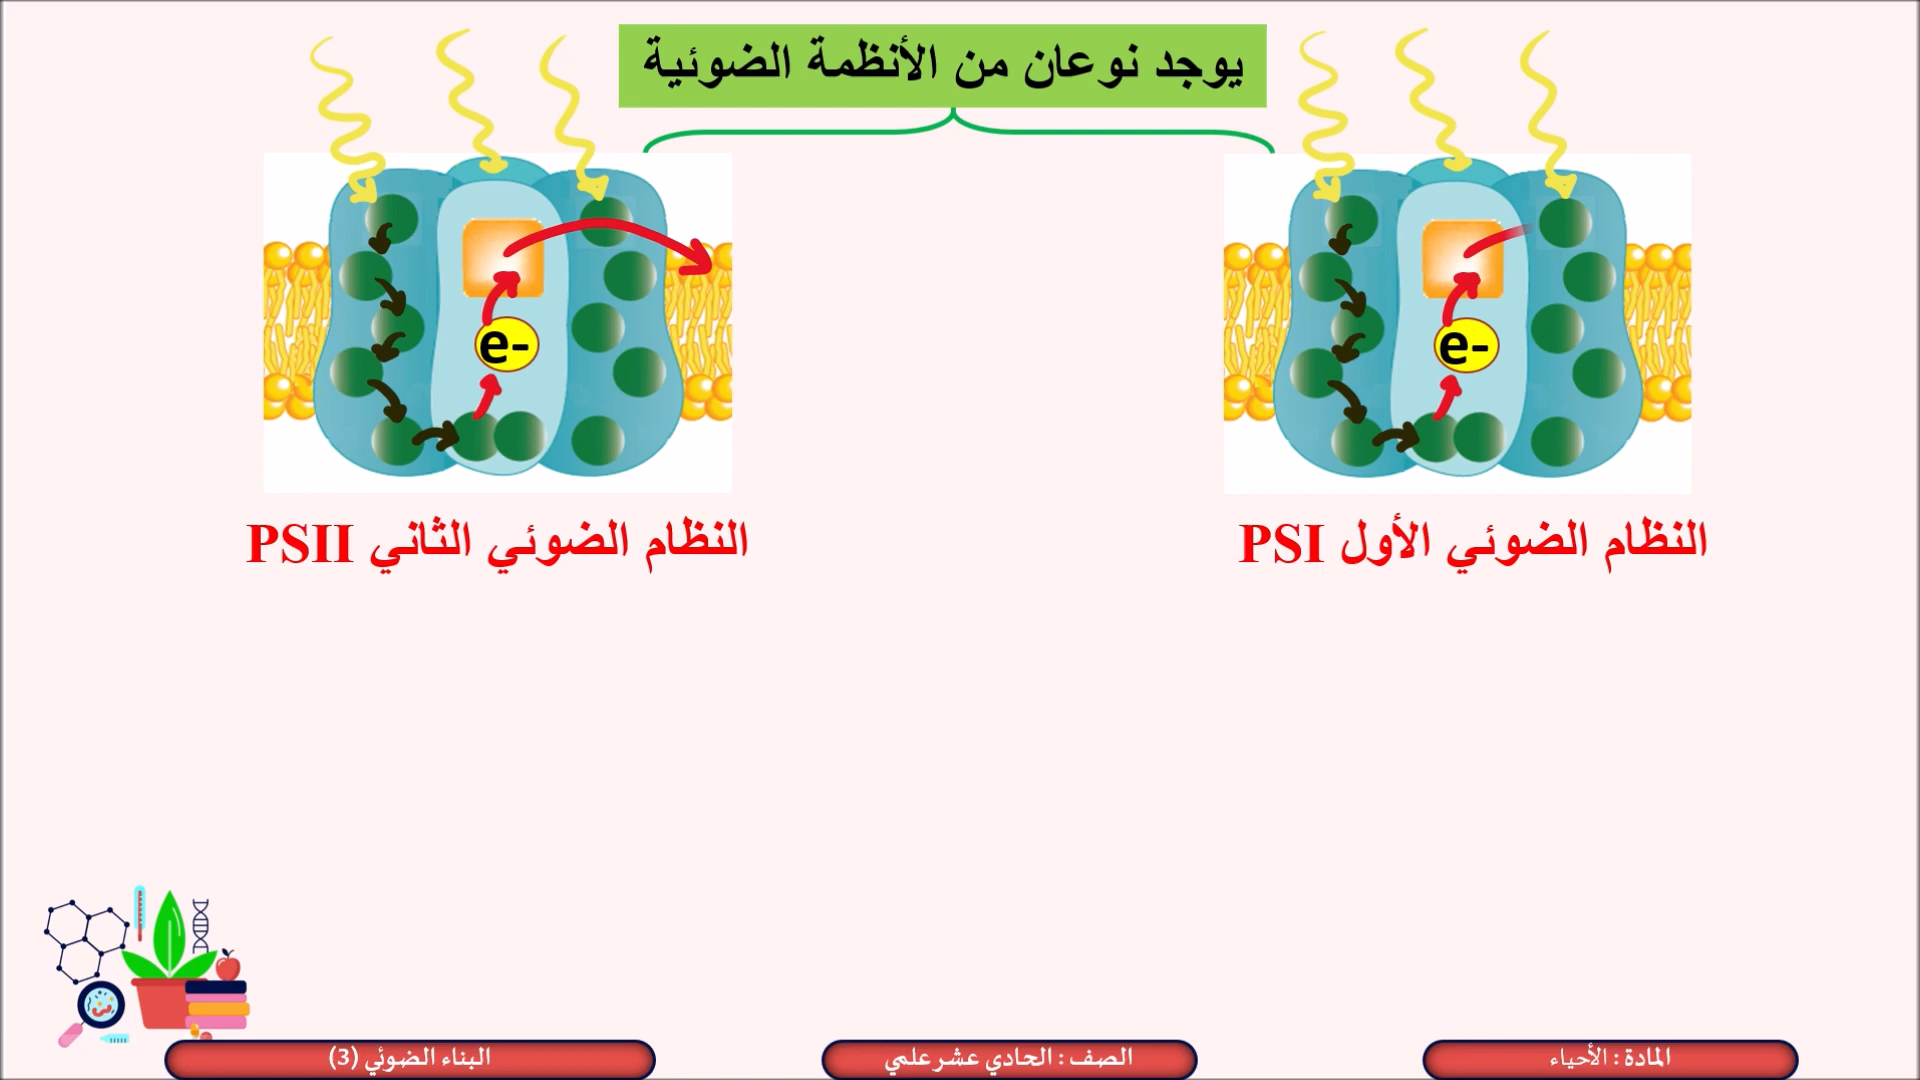 يوجد نوعان من الأنظمة الضوئية
e-
e-
النظام الضوئي الأول PSI
النظام الضوئي الثاني PSII
المادة : الأحياء
الصف : الحادي عشر علمي
البناء الضوئي (3)